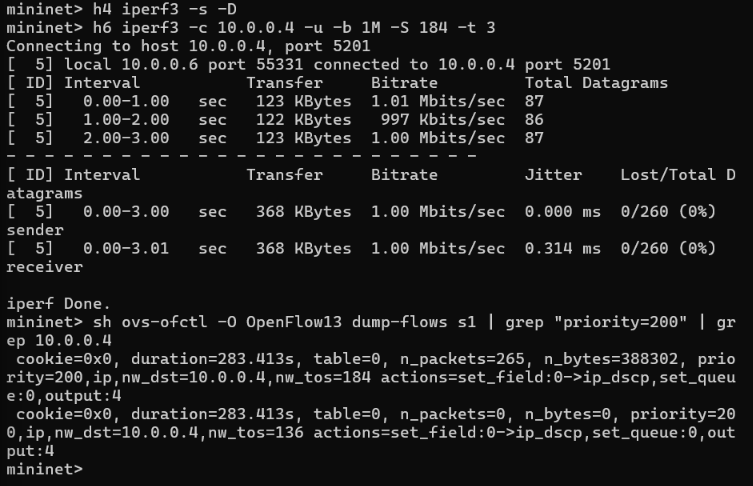 mininet> h4 iperf3 -s -D
mininet> h6 iperf3 -c 10.0.0.4 -u -b 1M -S 184 -t 3
Connecting to host 10.0.0.4, port 5201
[  5] local 10.0.0.6 port 55331 connected to 10.0.0.4 port 5201
[ ID] Interval           Transfer     Bitrate         Total Datagrams
[  5]   0.00-1.00   sec   123 KBytes  1.01 Mbits/sec  87
[  5]   1.00-2.00   sec   122 KBytes   997 Kbits/sec  86
[  5]   2.00-3.00   sec   123 KBytes  1.00 Mbits/sec  87
- - - - - - - - - - - - - - - - - - - - - - - - -
[ ID] Interval           Transfer     Bitrate         Jitter    Lost/Total D
atagrams
[  5]   0.00-3.00   sec   368 KBytes  1.00 Mbits/sec  0.000 ms  0/260 (0%)
sender
[  5]   0.00-3.01   sec   368 KBytes  1.00 Mbits/sec  0.314 ms  0/260 (0%)
receiver

iperf Done.
mininet> sh ovs-ofctl -O OpenFlow13 dump-flows s1 | grep "priority=200" | gr
ep 10.0.0.4
 cookie=0x0, duration=283.413s, table=0, n_packets=265, n_bytes=388302, prio
rity=200,ip,nw_dst=10.0.0.4,nw_tos=184 actions=set_field:0->ip_dscp,set_queu
e:0,output:4
 cookie=0x0, duration=283.413s, table=0, n_packets=0, n_bytes=0, priority=20
0,ip,nw_dst=10.0.0.4,nw_tos=136 actions=set_field:0->ip_dscp,set_queue:0,out
put:4
mininet>